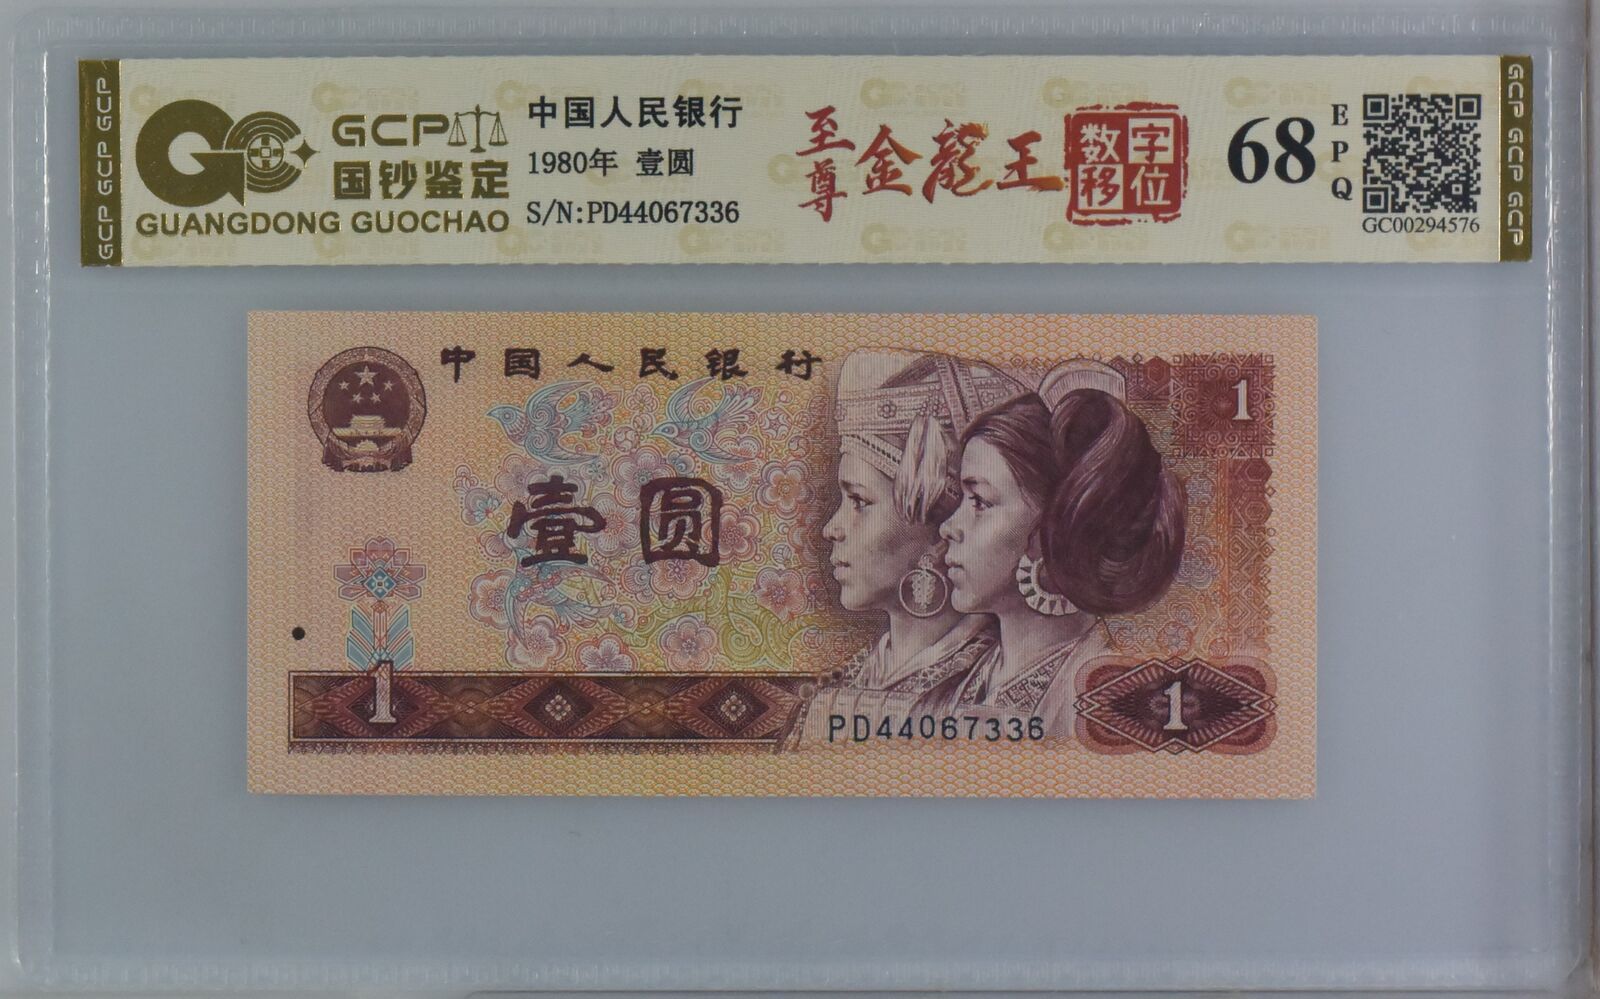 GCP GCP GCP
GCP
国钞鉴定
GUANGDONG GUOCHAO
中国人民银行
1980年 壹圆
S/N:PD44067336
至尊
金龍王
数字
移位
68
EPQ
GC00294576
GCP GCP GCP
中国人民银行
1
壹圆
1
PD44067336
1